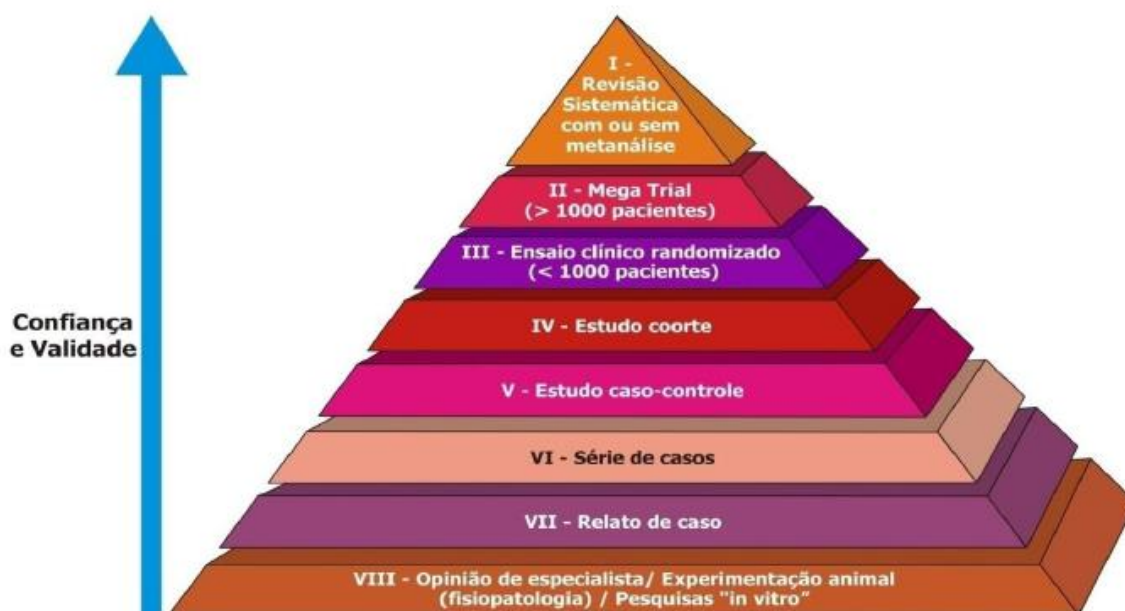 I -
Revisão
Sistemática
com ou sem
metanálise
II - Mega Trial
(> 1000 pacientes)
III - Ensaio clínico randomizado
(< 1000 pacientes)
IV - Estudo coorte
Confiança
e Validade
V - Estudo caso-controle
VI - Série de casos
VII - Relato de caso
VIII - Opinião de especialista/ Experimentação animal
(fisiopatologia) / Pesquisas "in vitro”